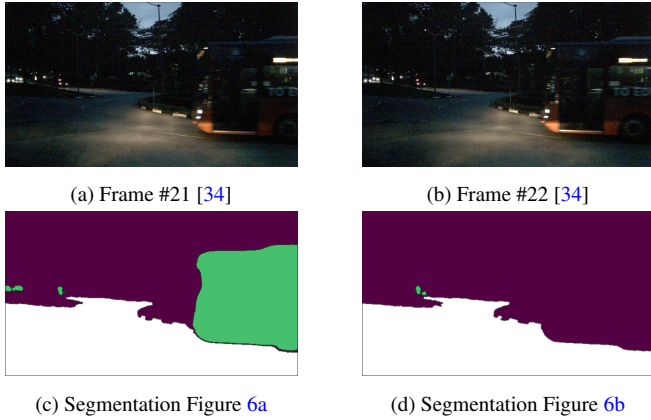 (a) Frame #21 [34]
(b) Frame #22 [34]
(c) Segmentation Figure 6a
(d) Segmentation Figure 6b